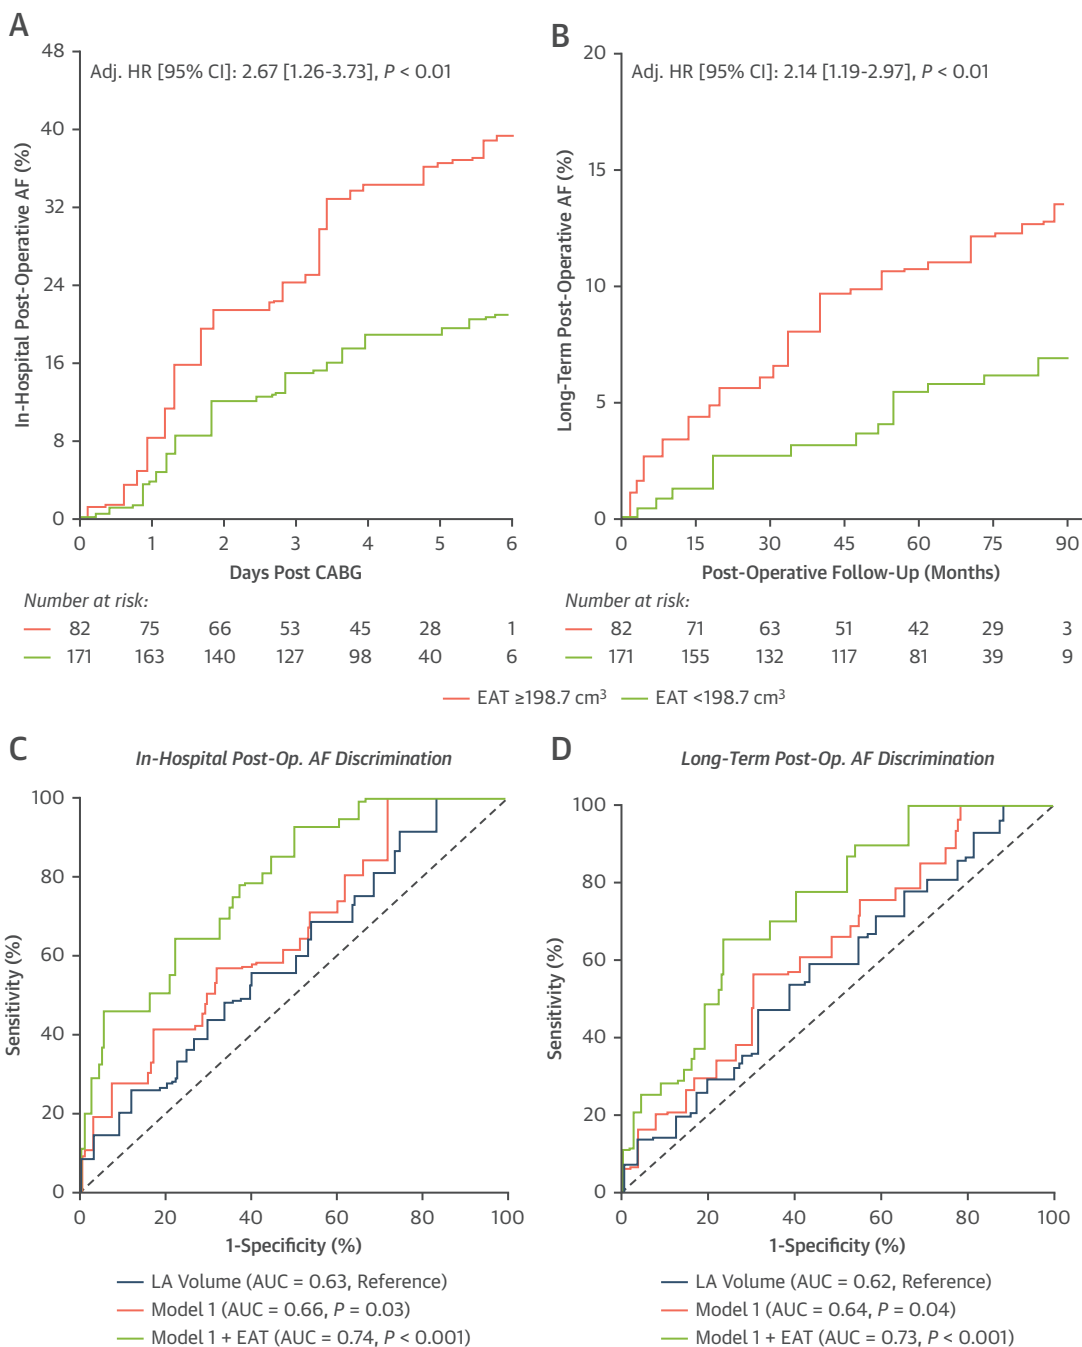 A
Adj. HR [95% CI]: 2.67 [1.26-3.73], P < 0.01
In-Hospital Post-Operative AF (%)
48
40
32
24
16
8
0
0 1 2 3 4 5 6
Days Post CABG
Number at risk:
82 75 66 53 45 28 1
171 163 140 127 98 40 6
B
Adj. HR [95% CI]: 2.14 [1.19-2.97], P < 0.01
Long-Term Post-Operative AF (%)
20
15
10
5
0
0 15 30 45 60 75 90
Post-Operative Follow-Up (Months)
Number at risk:
82 71 63 51 42 29 3
171 155 132 117 81 39 9
EAT ≥198.7 cm³ EAT <198.7 cm³
C
In-Hospital Post-Op. AF Discrimination
Sensitivity (%)
100
80
60
40
20
0
0 20 40 60 80 100
1-Specificity (%)
LA Volume (AUC = 0.63, Reference)
Model 1 (AUC = 0.66, P = 0.03)
Model 1 + EAT (AUC = 0.74, P < 0.001)
D
Long-Term Post-Op. AF Discrimination
Sensitivity (%)
100
80
60
40
20
0
0 20 40 60 80 100
1-Specificity (%)
LA Volume (AUC = 0.62, Reference)
Model 1 (AUC = 0.64, P = 0.04)
Model 1 + EAT (AUC = 0.73, P < 0.001)